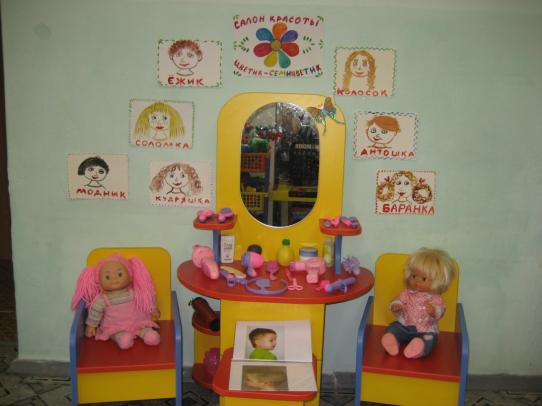 САЛОН КРАСОТЫ
ЦВЕТИК-СЕМИЦВЕТИК
ЁЖИК
КОЛОСОК
СОЛОМКА
АНТОШКА
МОДНИК
КУДРЯШКА
БАРАНКА